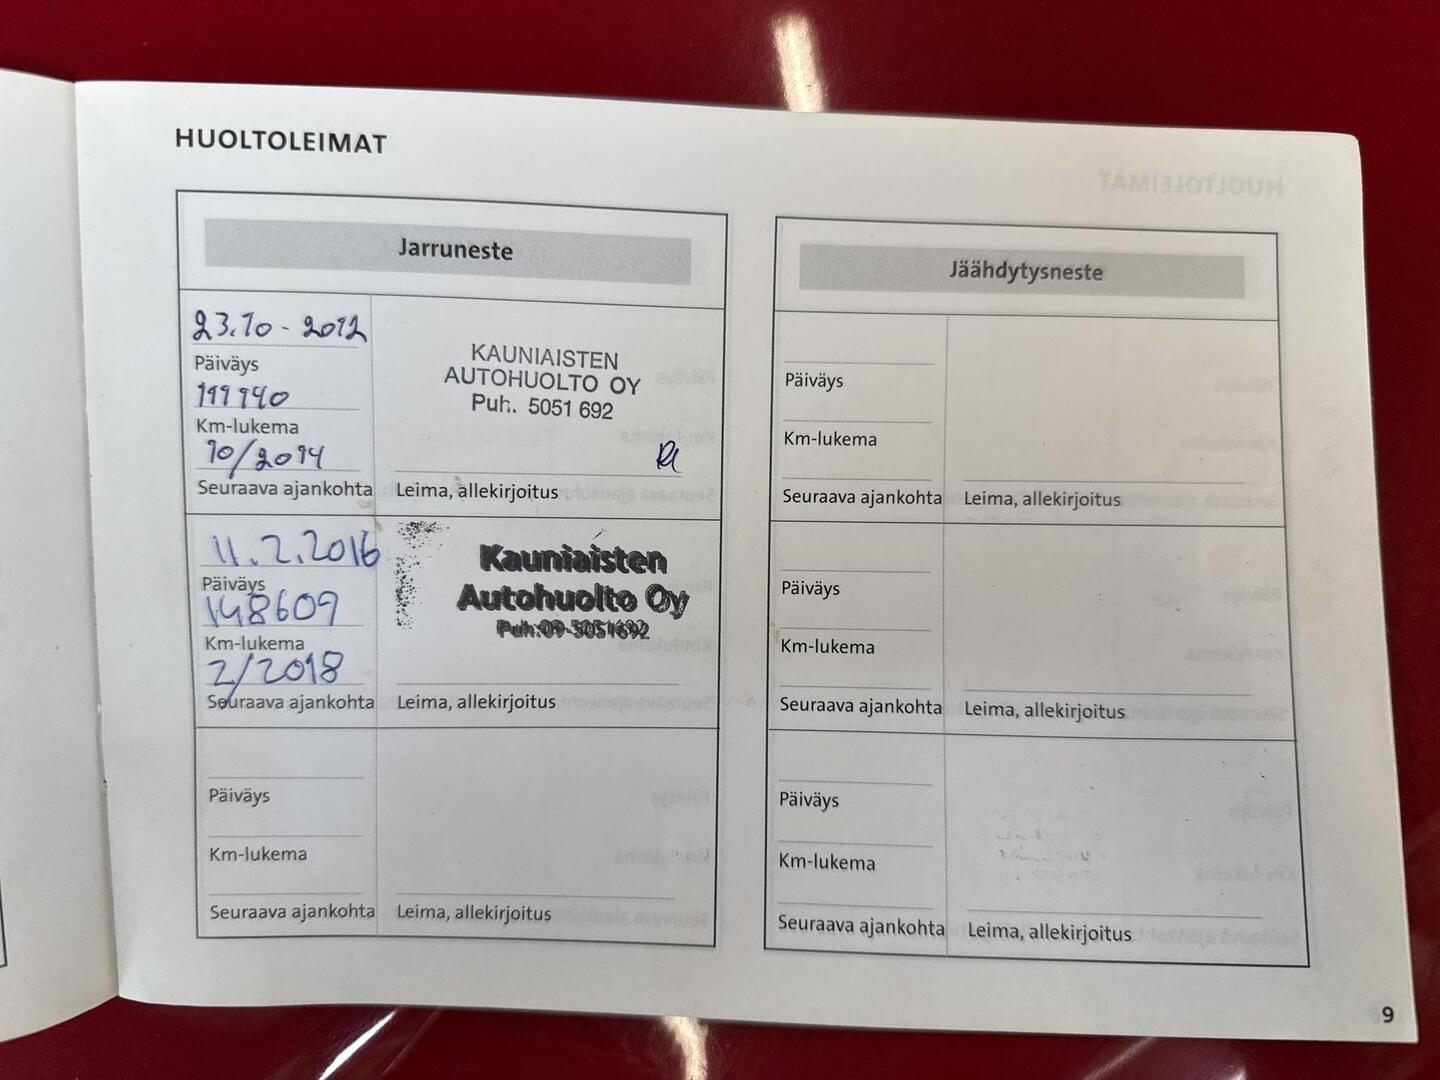 HUOLTOLEIMAT
Jarruneste
23.10-2012
Päiväys
111140
Km-lukema
10/2014
Seuraava ajankohta
KAUNIAISTEN
AUTOHUOLTO OY
Puh. 5051 692
Leima, allekirjoitus
11.2.2016
Päiväys
148609
Km-lukema
2/2018
Seuraava ajankohta
Kauniaisten
Autohuolto Oy
Puh:09-5051692
Leima, allekirjoitus
Päiväys
Km-lukema
Seuraava ajankohta
Leima, allekirjoitus
Jäähdytysneste
Päiväys
Km-lukema
Seuraava ajankohta
Leima, allekirjoitus
Päiväys
Km-lukema
Seuraava ajankohta
Leima, allekirjoitus
Päiväys
Km-lukema
Seuraava ajankohta
Leima, allekirjoitus
9